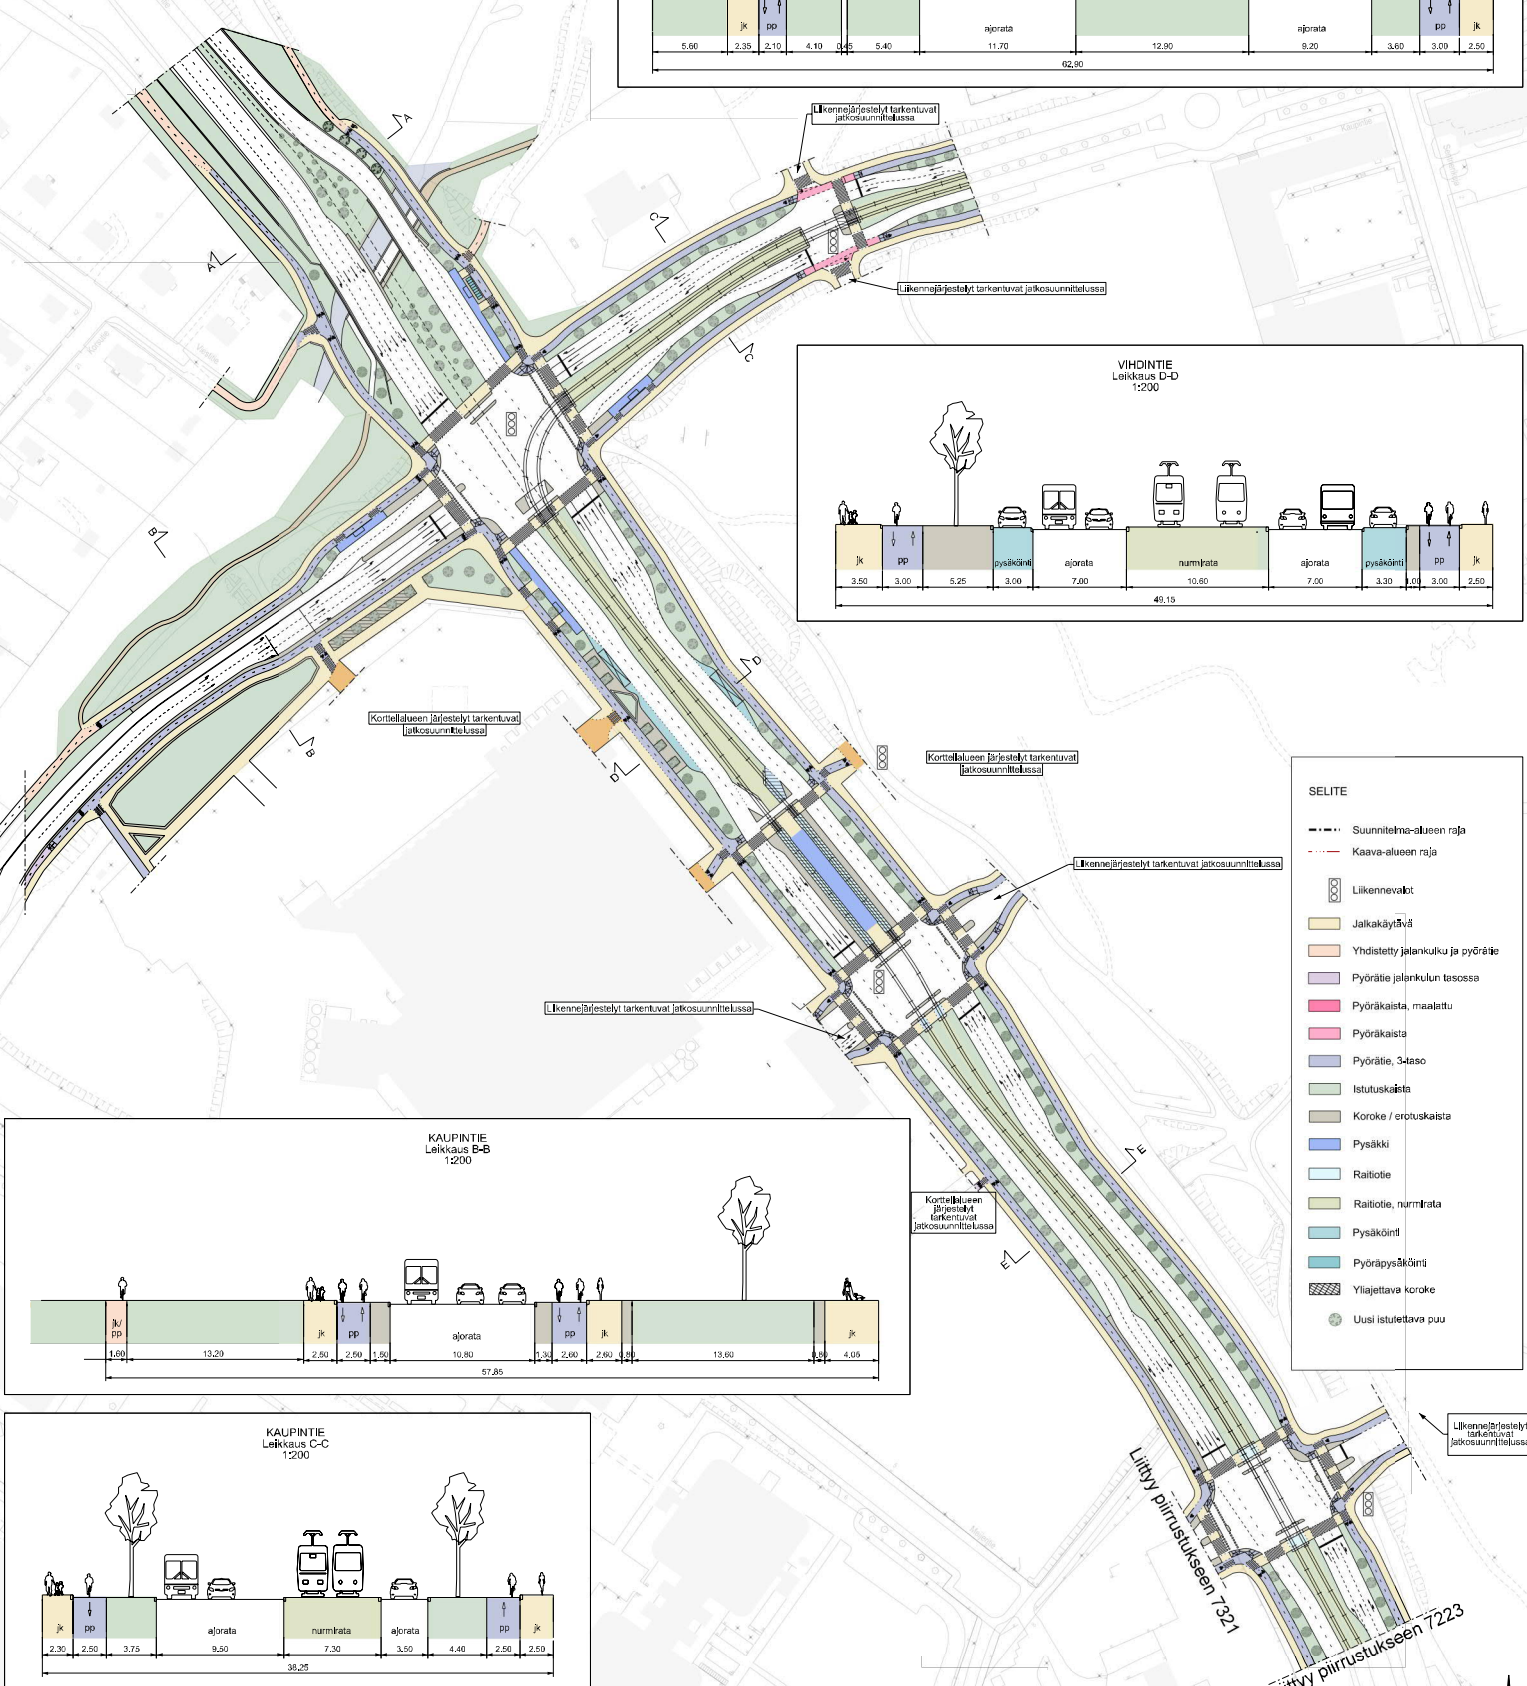 jk
pp
ajorata
ajorata
pp
jk
5.60
2.35
2.10
4.10
0.45
5.40
11.70
12.90
9.20
3.60
3.00
2.50
62.90
Liikennejärjestelyt tarkentuvat
jatkosuunnittelussa
A
A
C
C
B
B
Liikennejärjestelyt tarkentuvat jatkosuunnittelussa
VIHDINTIE
Leikkaus D-D
1:200
jk
pp
pysäköinti
ajorata
nurmirata
ajorata
pysäköinti
pp
jk
3.50
3.00
5.25
3.00
7.00
10.60
7.00
3.30
1.00
3.00
2.50
49.15
D
D
Korttelialueen järjestelyt tarkentuvat
jatkosuunnittelussa
Korttelialueen järjestelyt tarkentuvat
jatkosuunnittelussa
Liikennejärjestelyt tarkentuvat jatkosuunnittelussa
Liikennejärjestelyt tarkentuvat jatkosuunnittelussa
SELITE
Suunnitelma-alueen raja
Kaava-alueen raja
Liikennevalot
Jalkakäytävä
Yhdistetty jalankulku ja pyörätie
Pyörätie jalankulun tasossa
Pyöräkaista, maalattu
Pyöräkaista
Pyörätie, 3-taso
Istutuskaista
Koroke / erotuskaista
Pysäkki
Raitiotie
Raitiotie, nurmirata
Pysäköinti
Pyöräpysäköinti
Yliajettava koroke
Uusi istutettava puu
KAUPINTIE
Leikkaus B-B
1:200
jk/
pp
jk
pp
ajorata
pp
jk
jk
1.60
13.20
2.50
2.50
1.50
10.80
1.30
2.60
2.60
0.80
13.60
0.80
4.05
57.85
Korttelialueen
järjestelyt
tarkentuvat
jatkosuunnittelussa
E
E
KAUPINTIE
Leikkaus C-C
1:200
jk
pp
ajorata
nurmirata
ajorata
pp
jk
2.30
2.50
3.75
9.50
7.30
3.50
4.40
2.50
2.50
38.25
Liikennejärjestelyt
tarkentuvat
jatkosuunnittelussa
Liittyy piirrustukseen 7321
piirrustukseen 7223